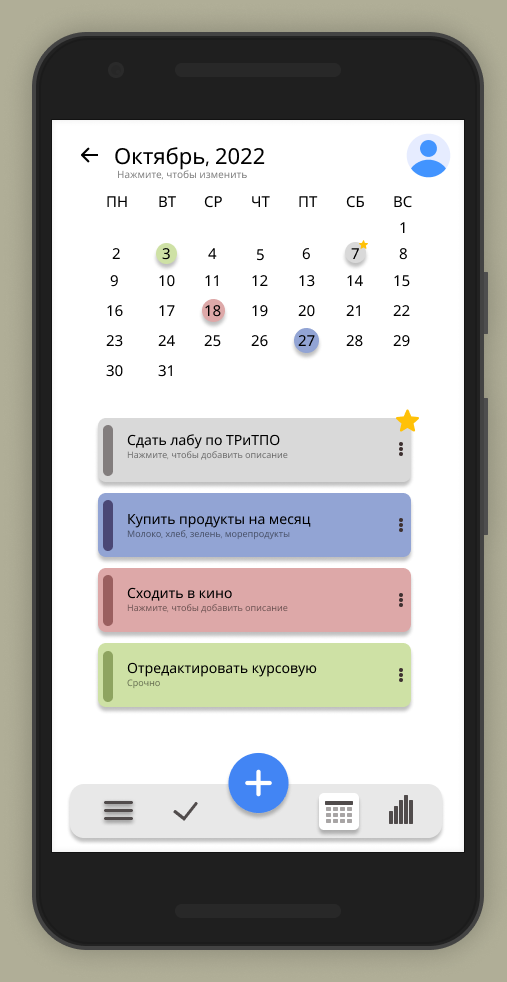 Октябрь, 2022
Нажмите, чтобы изменить
ПН ВТ СР ЧТ ПТ СБ ВС
1
2 3 4 5 6 7 8
9 10 11 12 13 14 15
16 17 18 19 20 21 22
23 24 25 26 27 28 29
30 31
Сдать лабу по ТРиТПО
Нажмите, чтобы добавить описание
Купить продукты на месяц
Молоко, хлеб, зелень, морепродукты
Сходить в кино
Нажмите, чтобы добавить описание
Отредактировать курсовую
Срочно